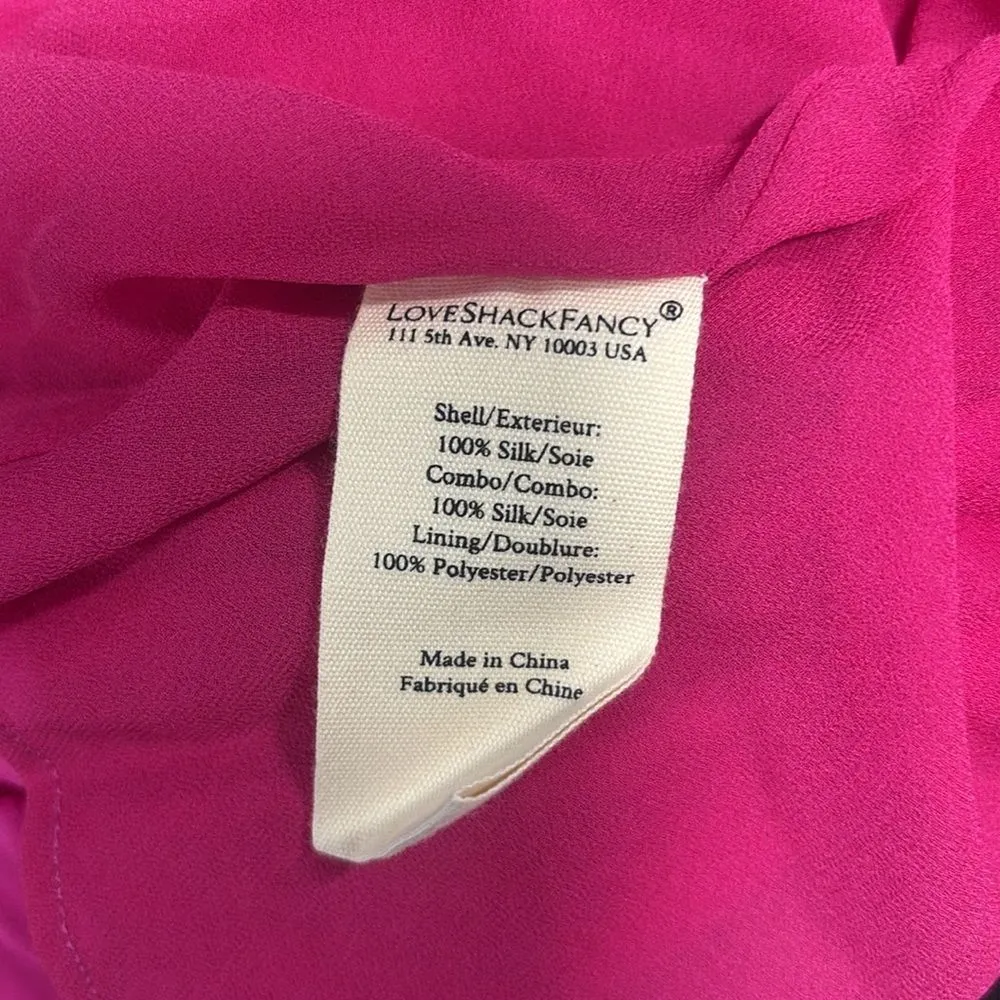 LOVESHACKFANCY®
111 5th Ave. NY 10003 USA
Shell/Exterieur:
100% Silk/Soie
Combo/Combo:
100% Silk/Soie
Lining/Doublure:
100% Polyester/Polyester
Made in China
Fabriqué en Chine